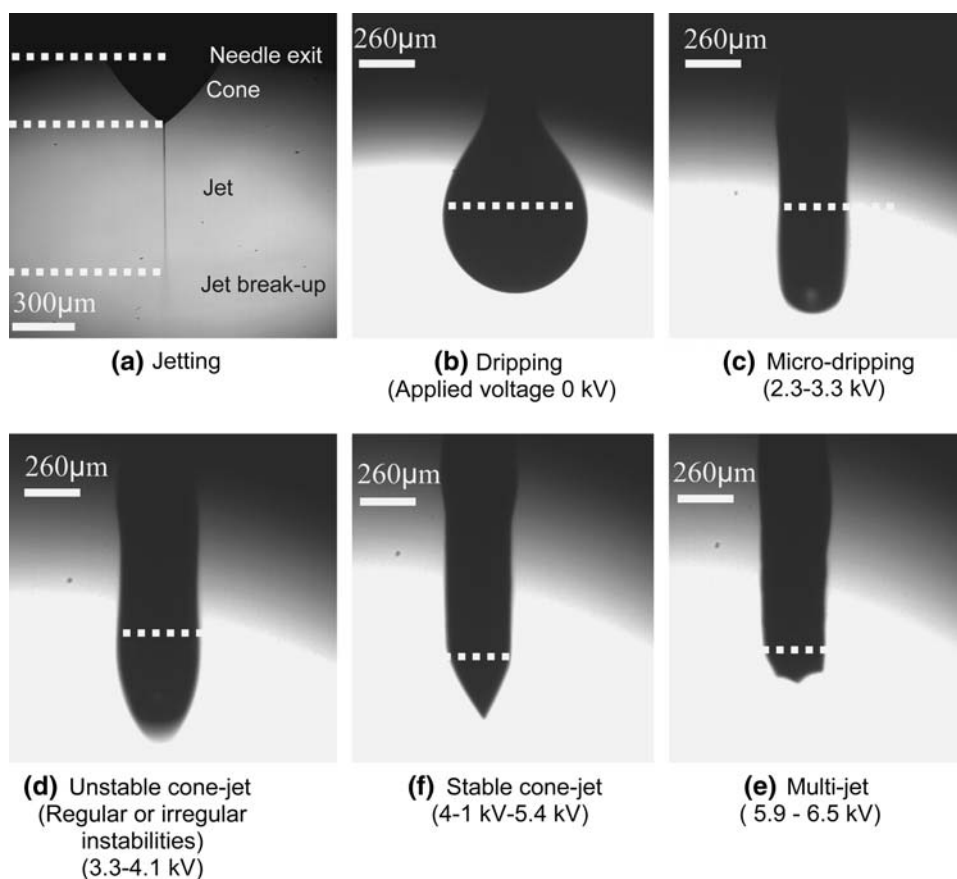 Needle exit
Cone
Jet
Jet break-up
300µm
(a) Jetting
260µm
(b) Dripping
(Applied voltage 0 kV)
260µm
(c) Micro-dripping
(2.3-3.3 kV)
260µm
(d) Unstable cone-jet
(Regular or irregular
instabilities)
(3.3-4.1 kV)
260µm
(f) Stable cone-jet
(4-1 kV-5.4 kV)
260µm
(e) Multi-jet
( 5.9 - 6.5 kV)